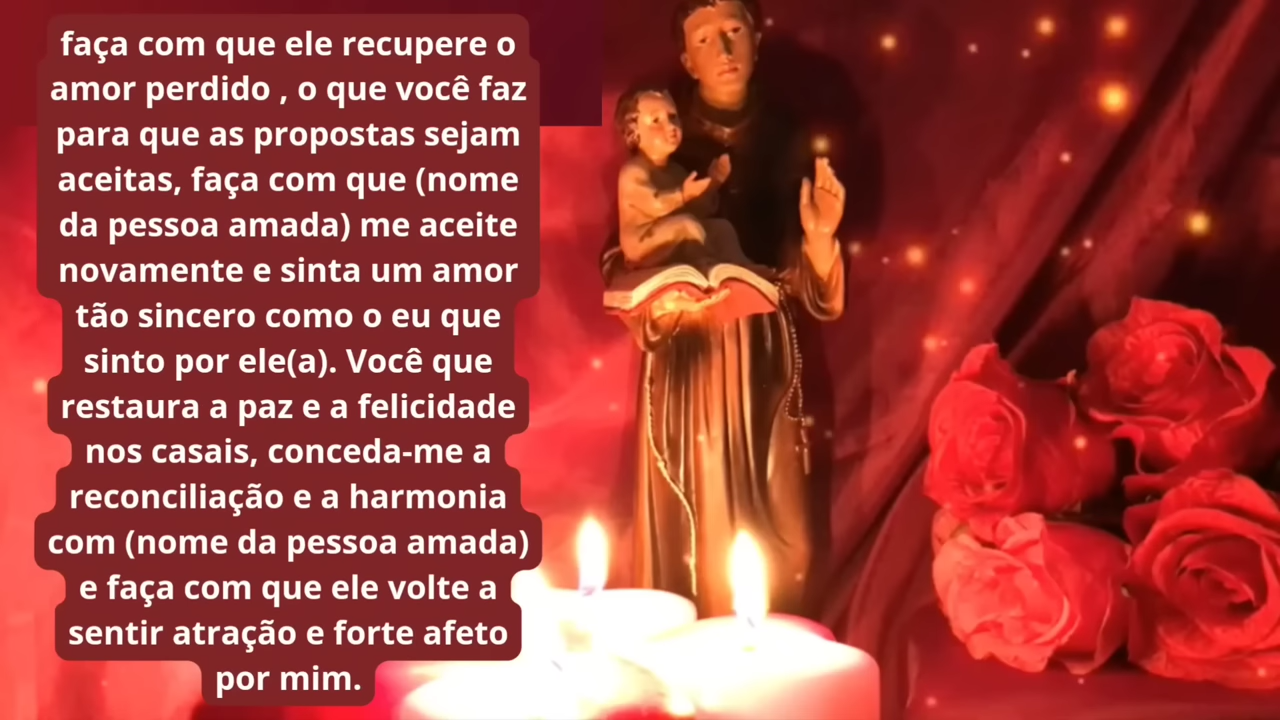 faça com que ele recupere o
amor perdido , o que você faz
para que as propostas sejam
aceitas, faça com que (nome
da pessoa amada) me aceite
novamente e sinta um amor
tão sincero como o eu que
sinto por ele(a). Você que
restaura a paz e a felicidade
nos casais, conceda-me a
reconciliação e a harmonia
com (nome da pessoa amada)
e faça com que ele volte a
sentir atração e forte afeto
por mim.